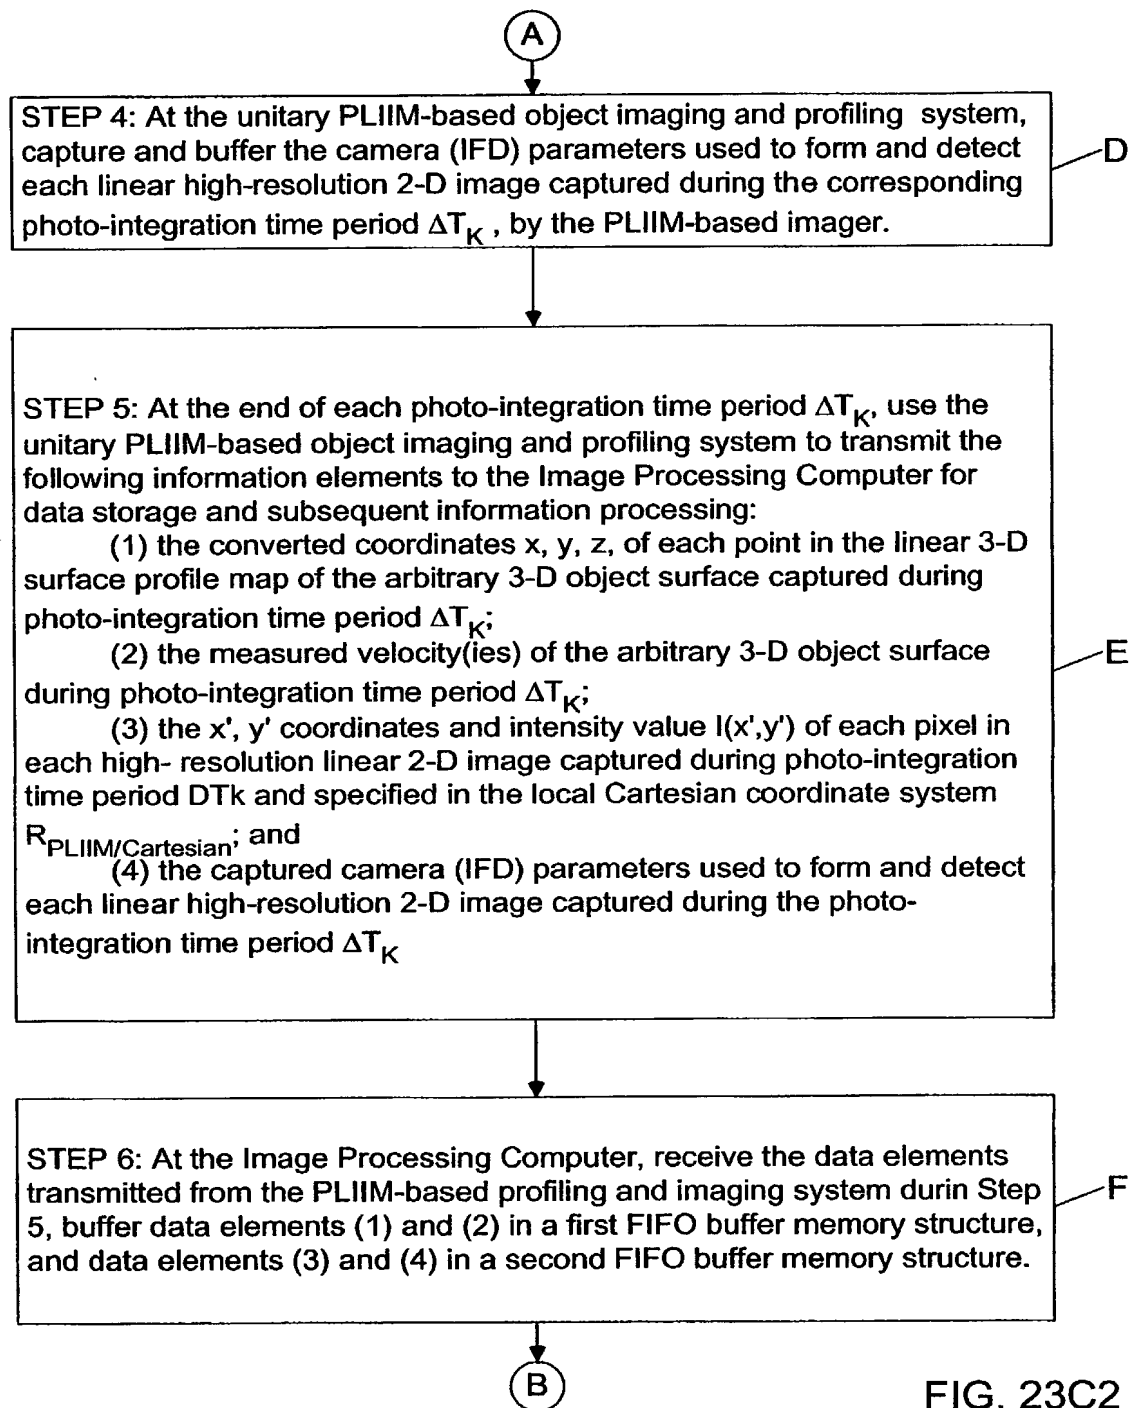 A
STEP 4: At the unitary PLIIM-based object imaging and profiling system,
capture and buffer the camera (IFD) parameters used to form and detect
each linear high-resolution 2-D image captured during the corresponding
photo-integration time period ΔT_K , by the PLIIM-based imager.
D
STEP 5: At the end of each photo-integration time period ΔT_K, use the
unitary PLIIM-based object imaging and profiling system to transmit the
following information elements to the Image Processing Computer for
data storage and subsequent information processing:
(1) the converted coordinates x, y, z, of each point in the linear 3-D
surface profile map of the arbitrary 3-D object surface captured during
photo-integration time period ΔT_K;
(2) the measured velocity(ies) of the arbitrary 3-D object surface
during photo-integration time period ΔT_K;
(3) the x', y' coordinates and intensity value I(x',y') of each pixel in
each high- resolution linear 2-D image captured during photo-integration
time period DTk and specified in the local Cartesian coordinate system
R_PLIIM/Cartesian; and
(4) the captured camera (IFD) parameters used to form and detect
each linear high-resolution 2-D image captured during the photo-
integration time period ΔT_K
E
STEP 6: At the Image Processing Computer, receive the data elements
transmitted from the PLIIM-based profiling and imaging system durin Step
5, buffer data elements (1) and (2) in a first FIFO buffer memory structure,
and data elements (3) and (4) in a second FIFO buffer memory structure.
F
B
FIG. 23C2